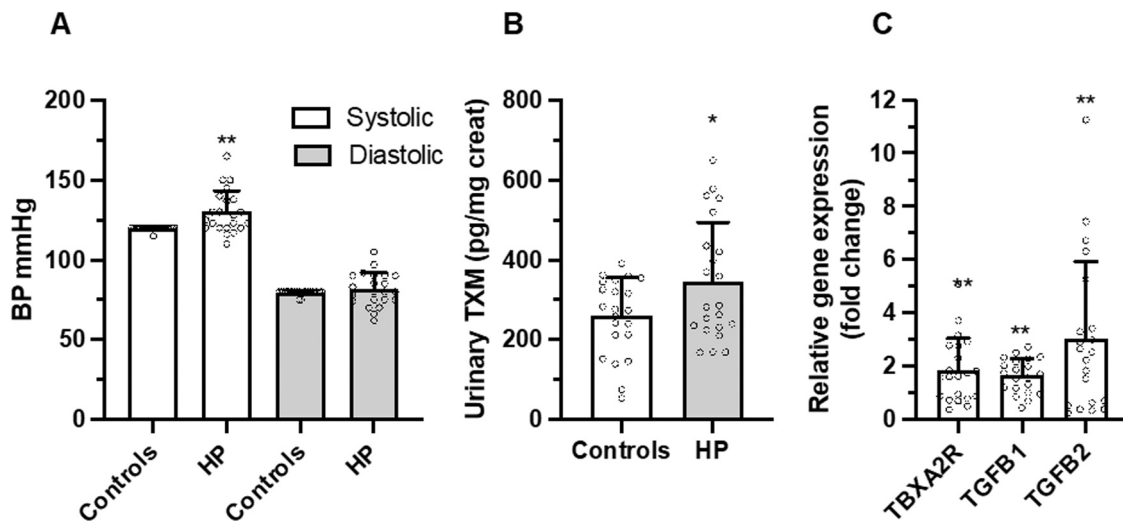 A
BP mmHg
200
150
100
50
0
**
Systolic
Diastolic
Controls
HP
Controls
HP
B
Urinary TXM (pg/mg creat)
800
600
400
200
0
*
Controls
HP
C
Relative gene expression
(fold change)
12
10
8
6
4
2
0
**
**
**
TBXA2R
TGFB1
TGFB2